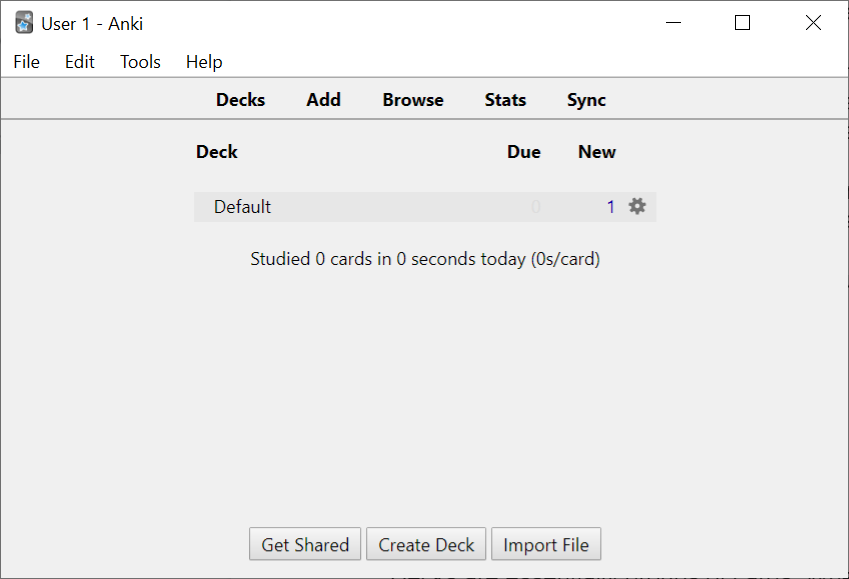 User 1 - Anki
File Edit Tools Help
Decks Add Browse Stats Sync
Deck Due New
Default 0 1
Studied 0 cards in 0 seconds today (0s/card)
Get Shared Create Deck Import File